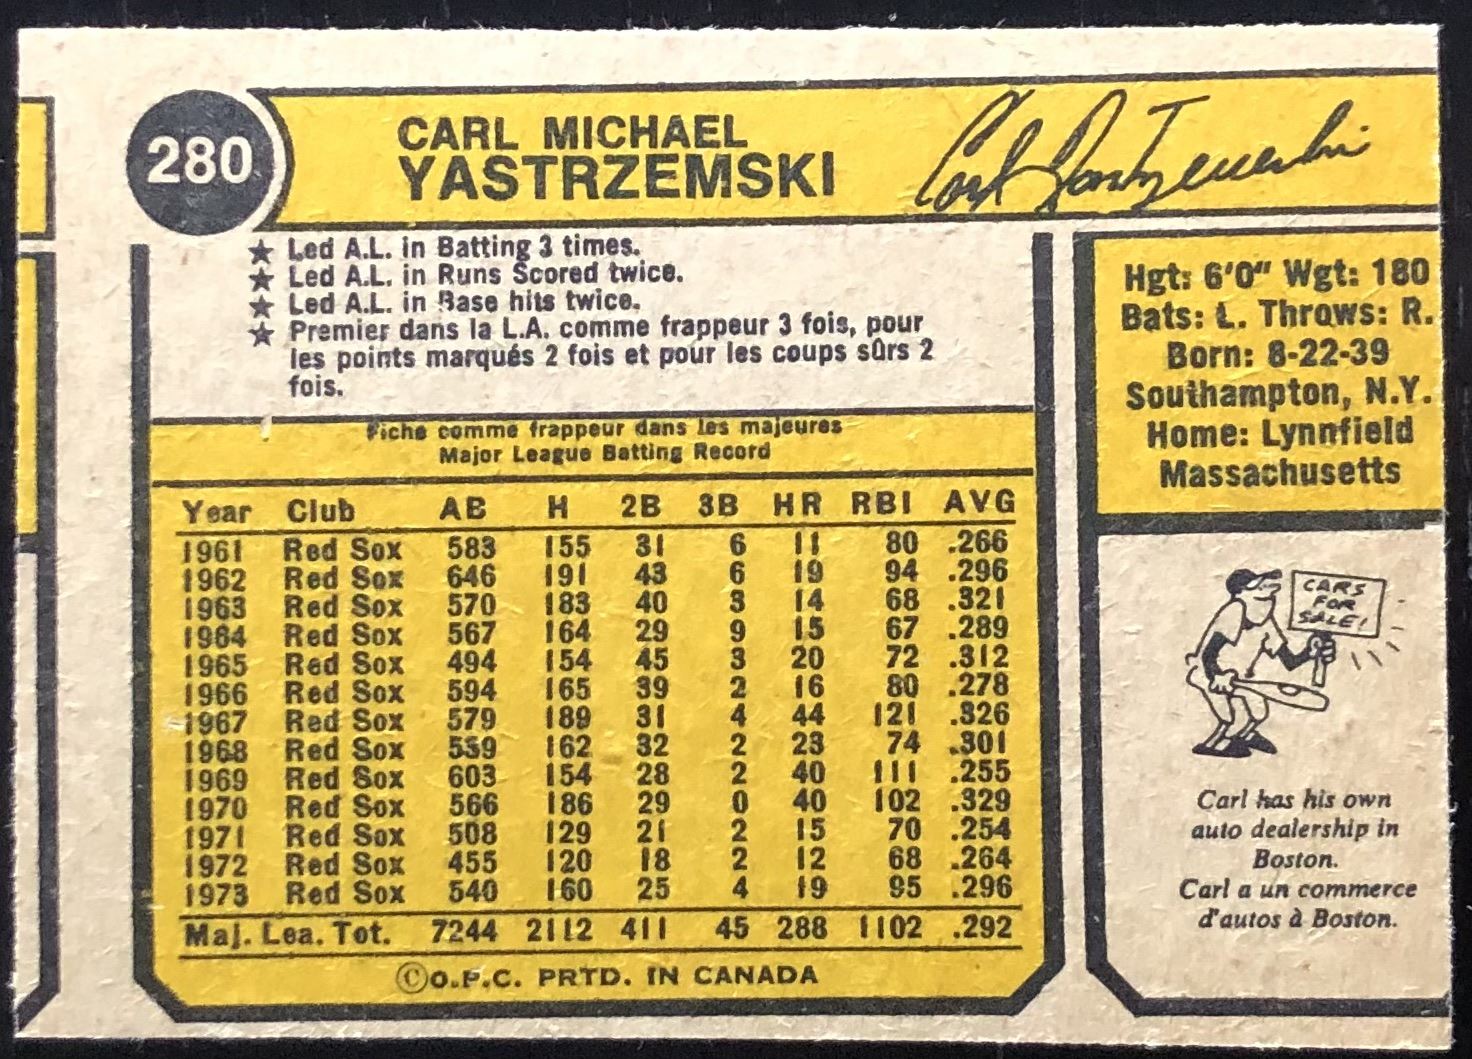 280
CARL MICHAEL
YASTRZEMSKI
Carl Yastrzemski
★ Led A.L. in Batting 3 times.
★ Led A.L. in Runs Scored twice.
★ Led A.L. in Base hits twice.
★ Premier dans la L.A. comme frappeur 3 fois, pour
les points marqués 2 fois et pour les coups sûrs 2
fois.
Fiche comme frappeur dans les majeures
Major League Batting Record
Year Club AB H 2B 3B HR RBI AVG
1961 Red Sox 583 155 31 6 11 80 .266
1962 Red Sox 646 191 43 6 19 94 .296
1963 Red Sox 570 183 40 3 14 68 .321
1964 Red Sox 567 164 29 9 15 67 .289
1965 Red Sox 494 154 45 3 20 72 .312
1966 Red Sox 594 165 39 2 16 80 .278
1967 Red Sox 579 189 31 4 44 121 .326
1968 Red Sox 539 162 32 2 23 74 .301
1969 Red Sox 603 154 28 2 40 111 .255
1970 Red Sox 566 186 29 0 40 102 .329
1971 Red Sox 508 129 21 2 15 70 .254
1972 Red Sox 455 120 18 2 12 68 .264
1973 Red Sox 540 160 25 4 19 95 .296
Maj. Lea. Tot. 7244 2112 411 45 288 1102 .292
©O.P.C. PRTD. IN CANADA
Hgt: 6'0" Wgt: 180
Bats: L. Throws: R.
Born: 8-22-39
Southampton, N.Y.
Home: Lynnfield
Massachusetts
CARS
FOR
SALE!
Carl has his own
auto dealership in
Boston.
Carl a un commerce
d'autos à Boston.